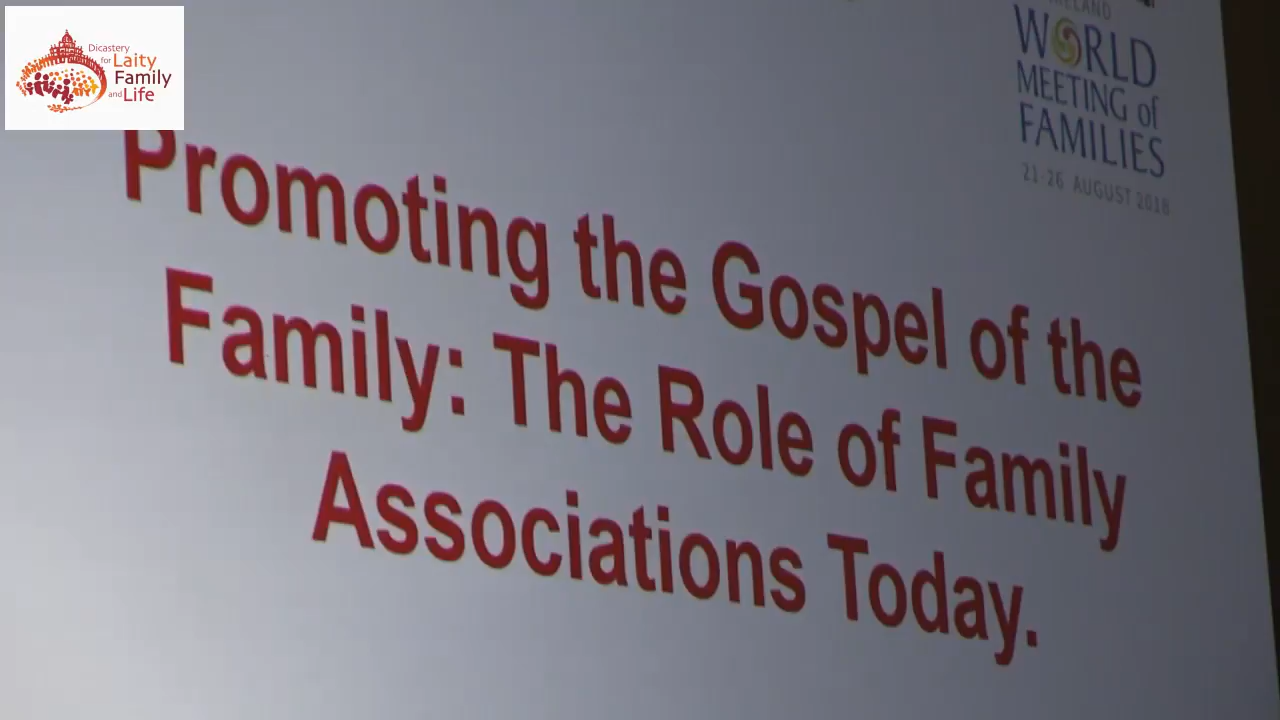 Dicastery
for Laity
Family
and Life
IRELAND
WORLD
MEETING of
FAMILIES
21-26 AUGUST 2018
Promoting the Gospel of the
Family: The Role of Family
Associations Today.